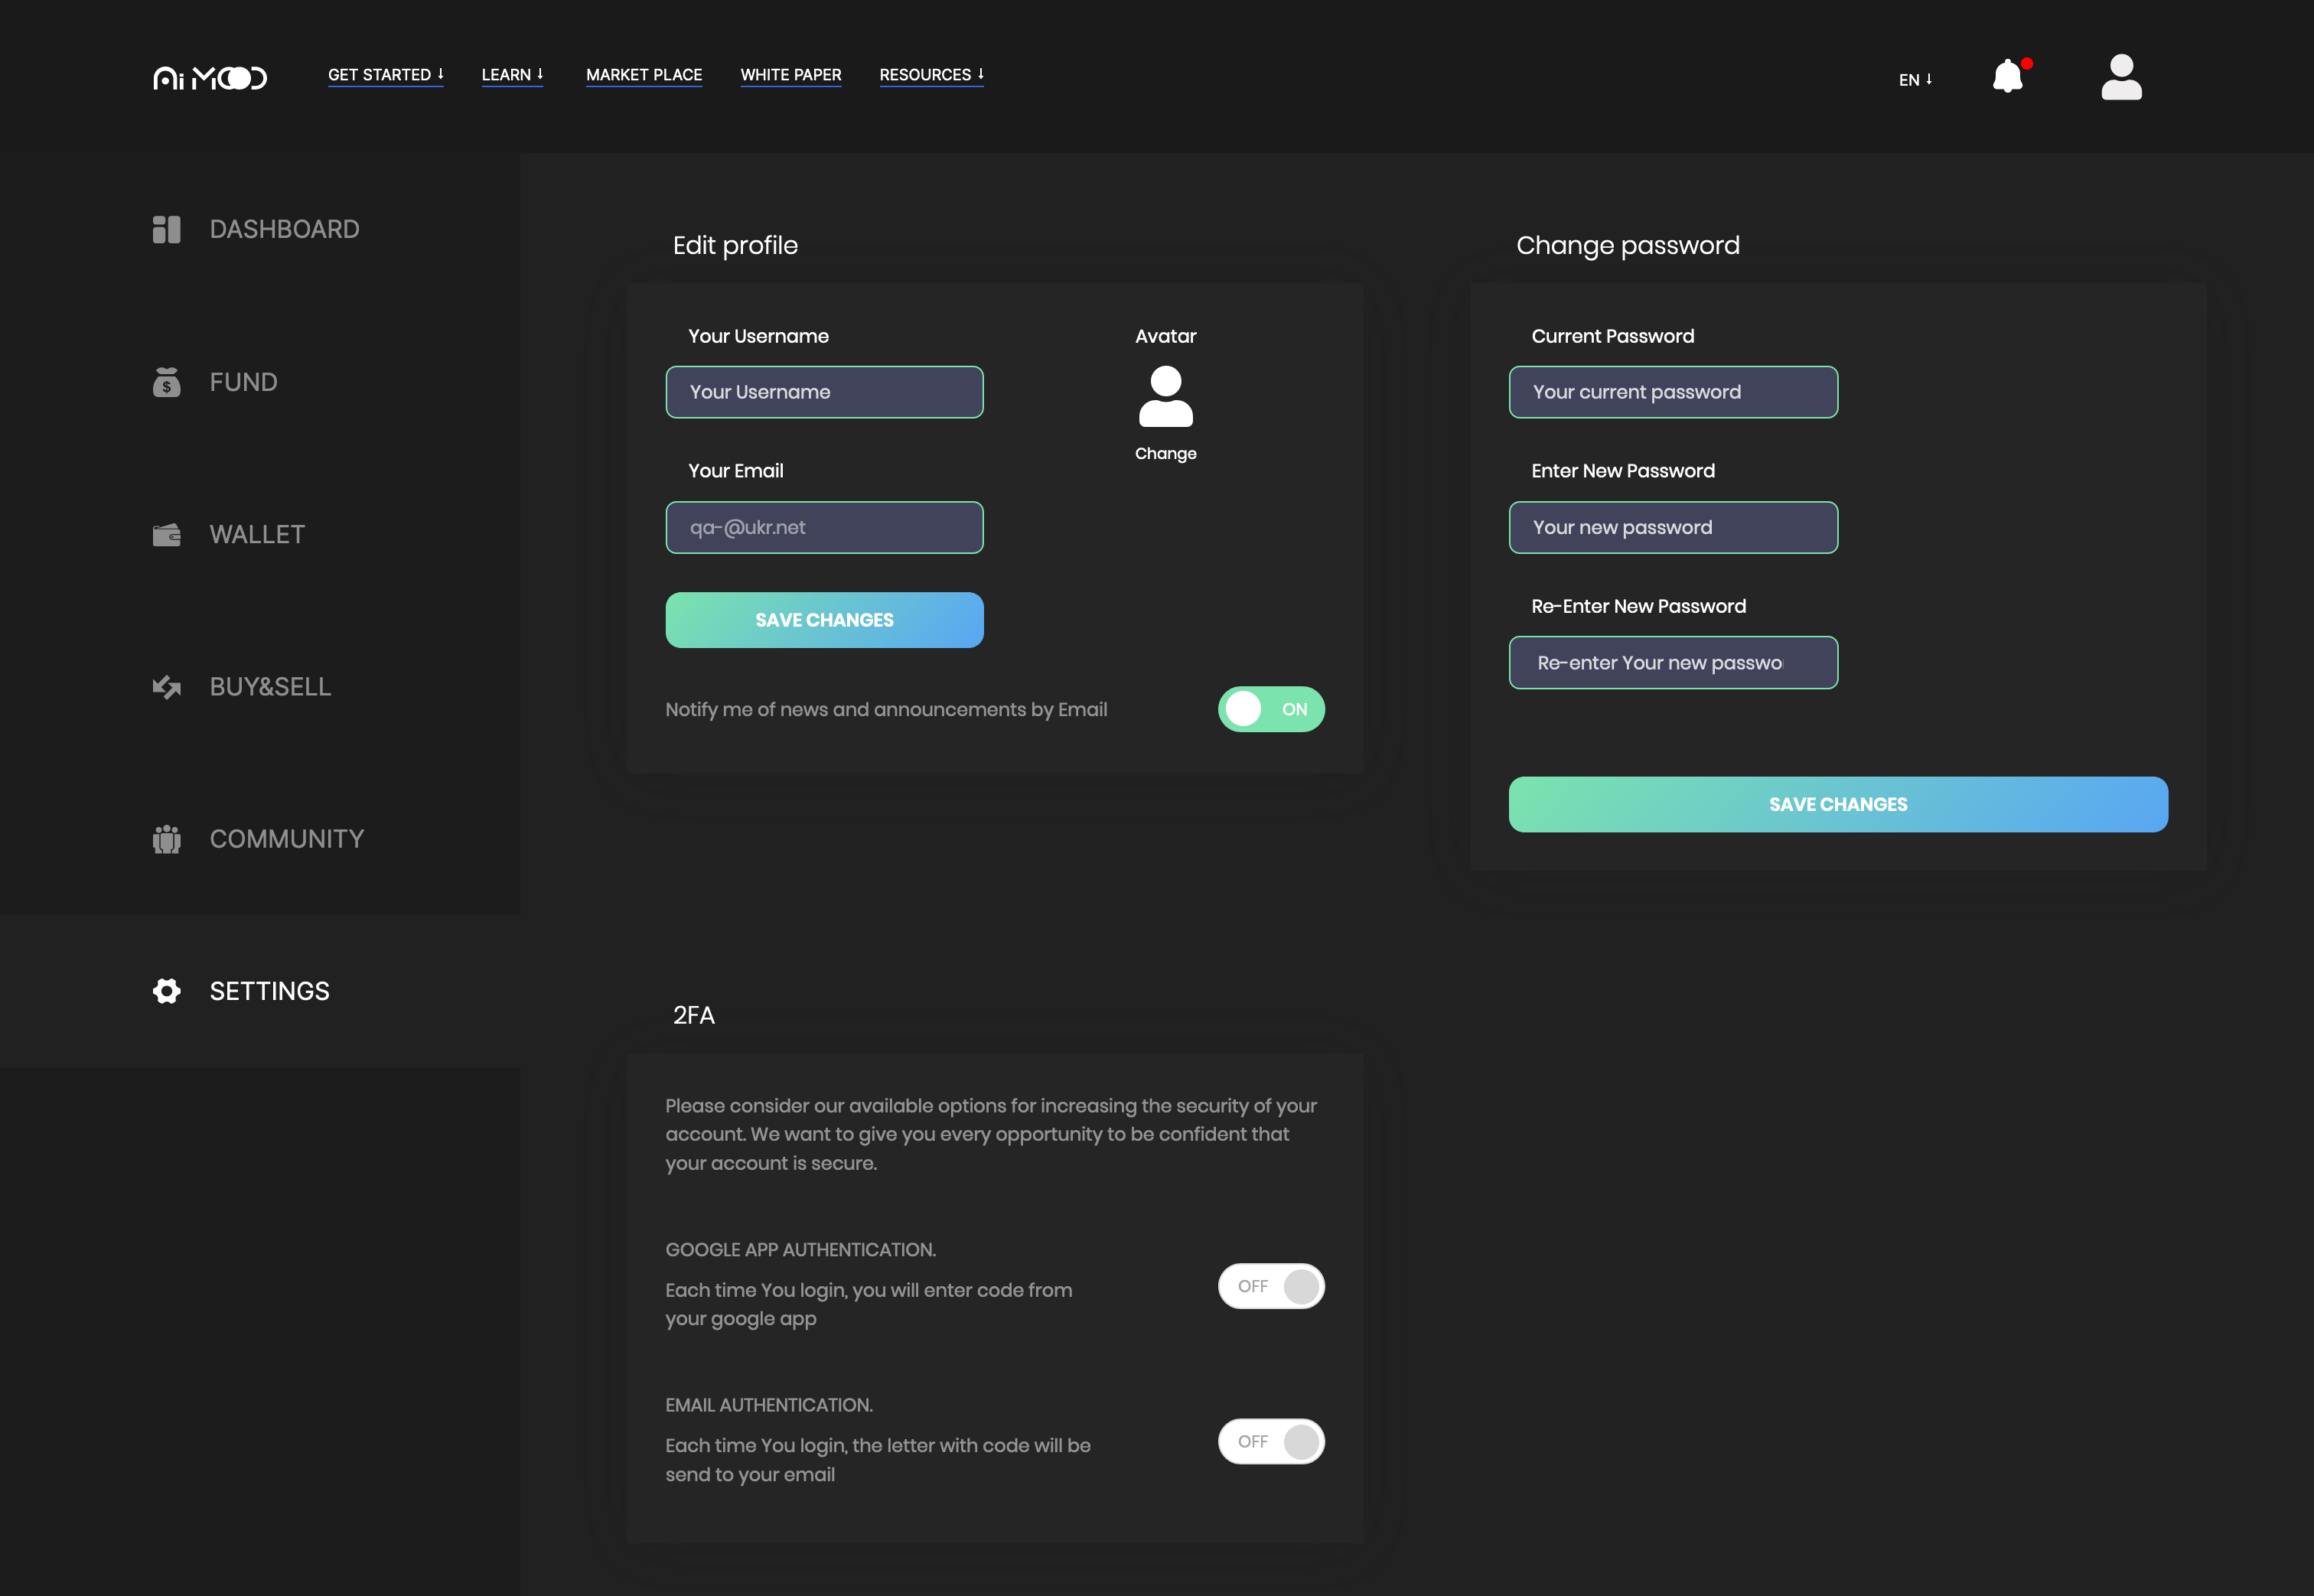 Ai MOOD
GET STARTED ↓ LEARN ↓ MARKET PLACE WHITE PAPER RESOURCES ↓
EN ↓
DASHBOARD
FUND
WALLET
BUY&SELL
COMMUNITY
SETTINGS
Edit profile
Your Username
Your Username
Avatar
Change
Your Email
qa-@ukr.net
SAVE CHANGES
Notify me of news and announcements by Email
ON
Change password
Current Password
Your current password
Enter New Password
Your new password
Re-Enter New Password
Re-enter Your new passwo
SAVE CHANGES
2FA
Please consider our available options for increasing the security of your
account. We want to give you every opportunity to be confident that
your account is secure.
GOOGLE APP AUTHENTICATION.
Each time You login, you will enter code from
your google app
OFF
EMAIL AUTHENTICATION.
Each time You login, the letter with code will be
send to your email
OFF